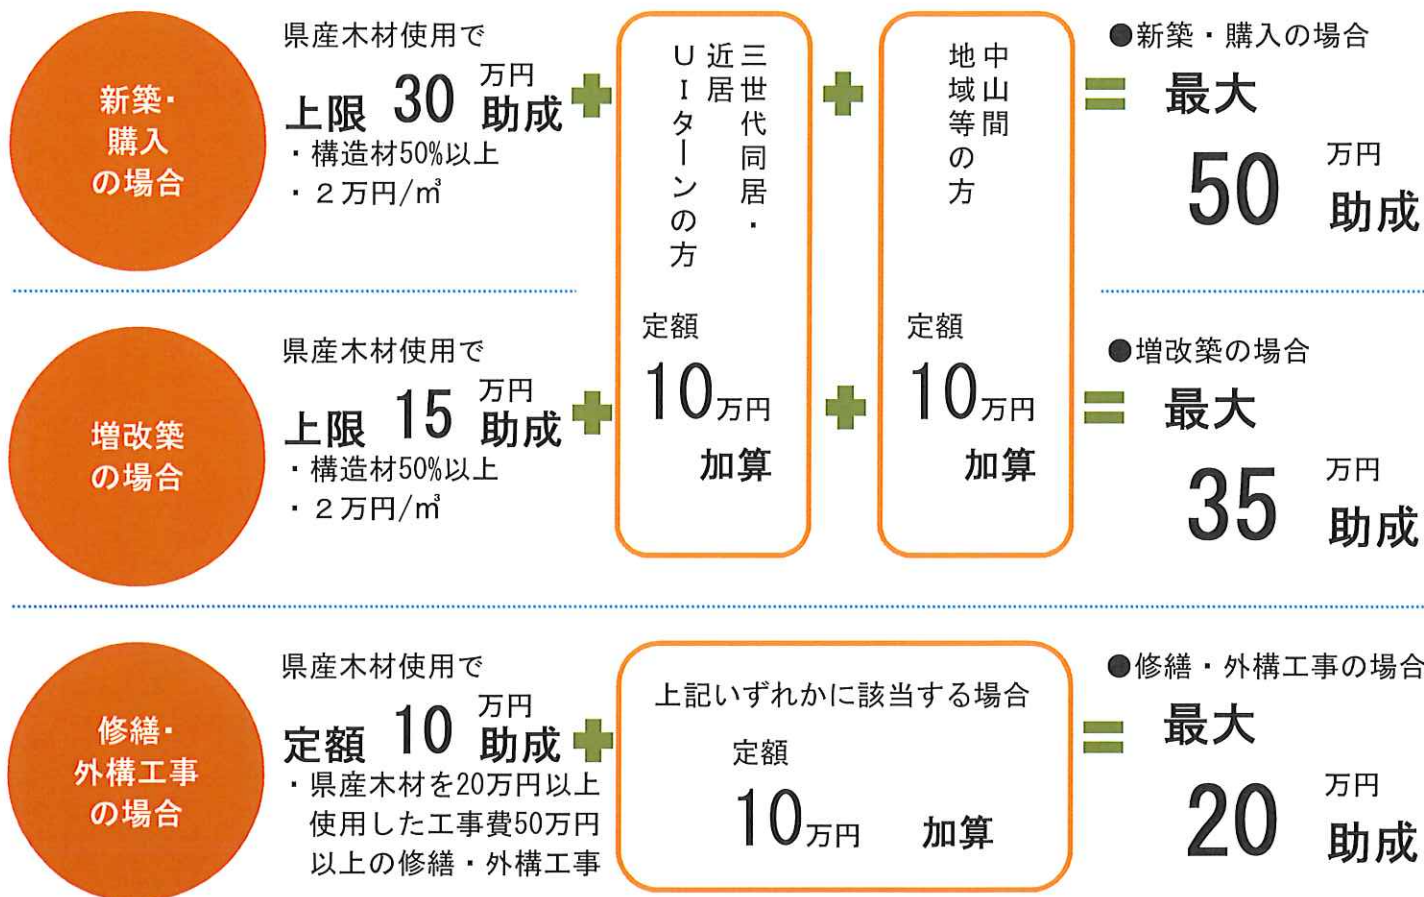 新築・
購入
の場合
県産木材使用で
上限 30 万円
助成
・構造材50%以上
・２万円/㎥
三世代同居・
近居
ＵＩターンの方
定額
10万円
加算
中山間
地域等の方
定額
10万円
加算
●新築・購入の場合
最大
50 万円
助成
増改築
の場合
県産木材使用で
上限 15 万円
助成
・構造材50%以上
・２万円/㎥
●増改築の場合
最大
35 万円
助成
修繕・
外構工事
の場合
県産木材使用で
定額 10 万円
助成
・県産木材を20万円以上
使用した工事費50万円
以上の修繕・外構工事
上記いずれかに該当する場合
定額
10万円 加算
●修繕・外構工事の場合
最大
20 万円
助成